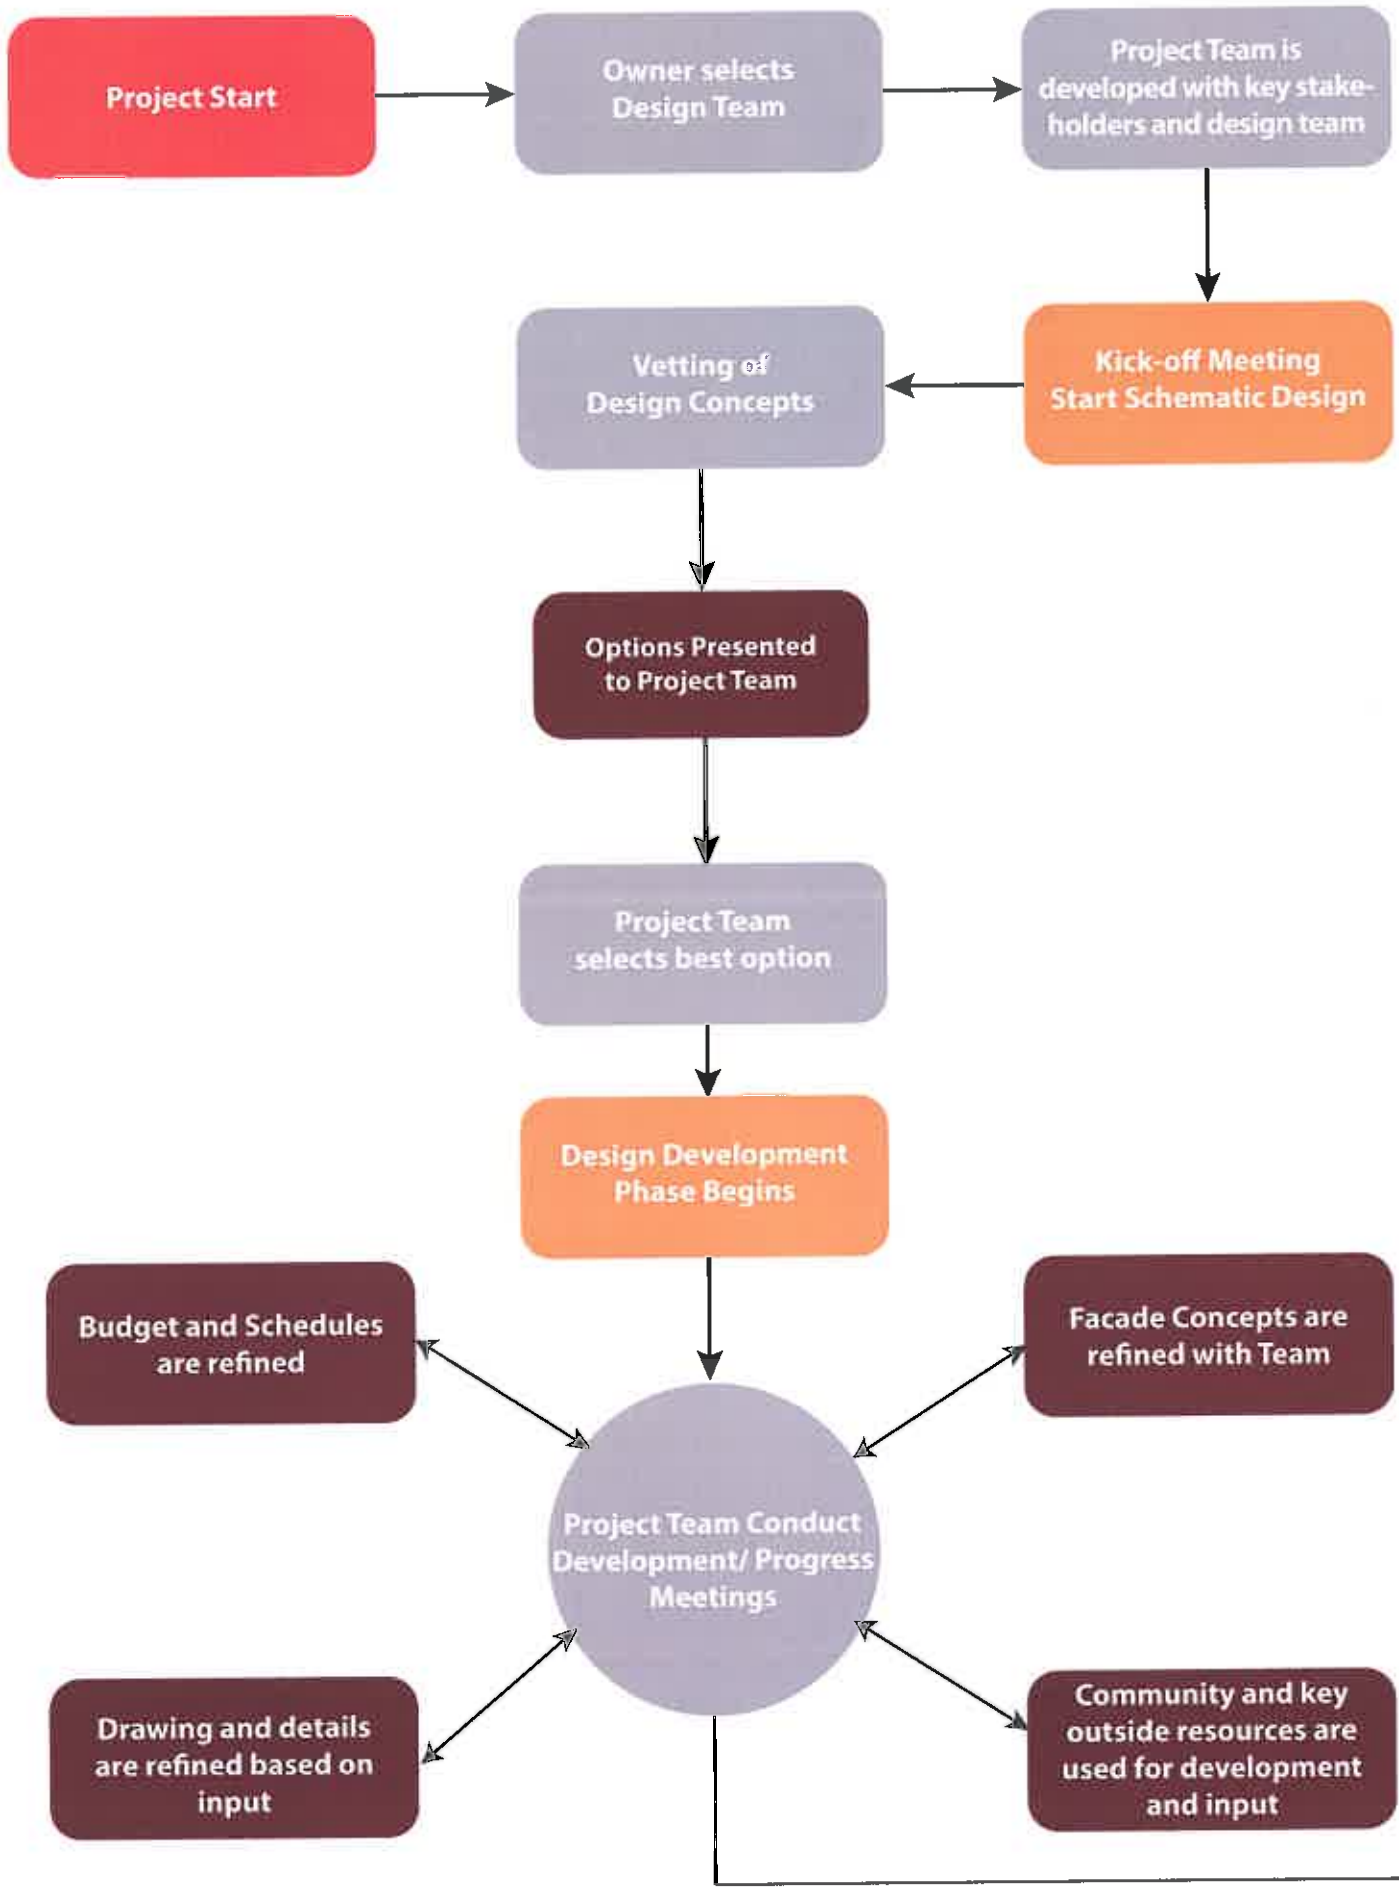 Project Start
Owner selects
Design Team
Project Team is
developed with key stake-
holders and design team
Kick-off Meeting
Start Schematic Design
Vetting of
Design Concepts
Options Presented
to Project Team
Project Team
selects best option
Design Development
Phase Begins
Budget and Schedules
are refined
Facade Concepts are
refined with Team
Project Team Conduct
Development/ Progress
Meetings
Drawing and details
are refined based on
input
Community and key
outside resources are
used for development
and input